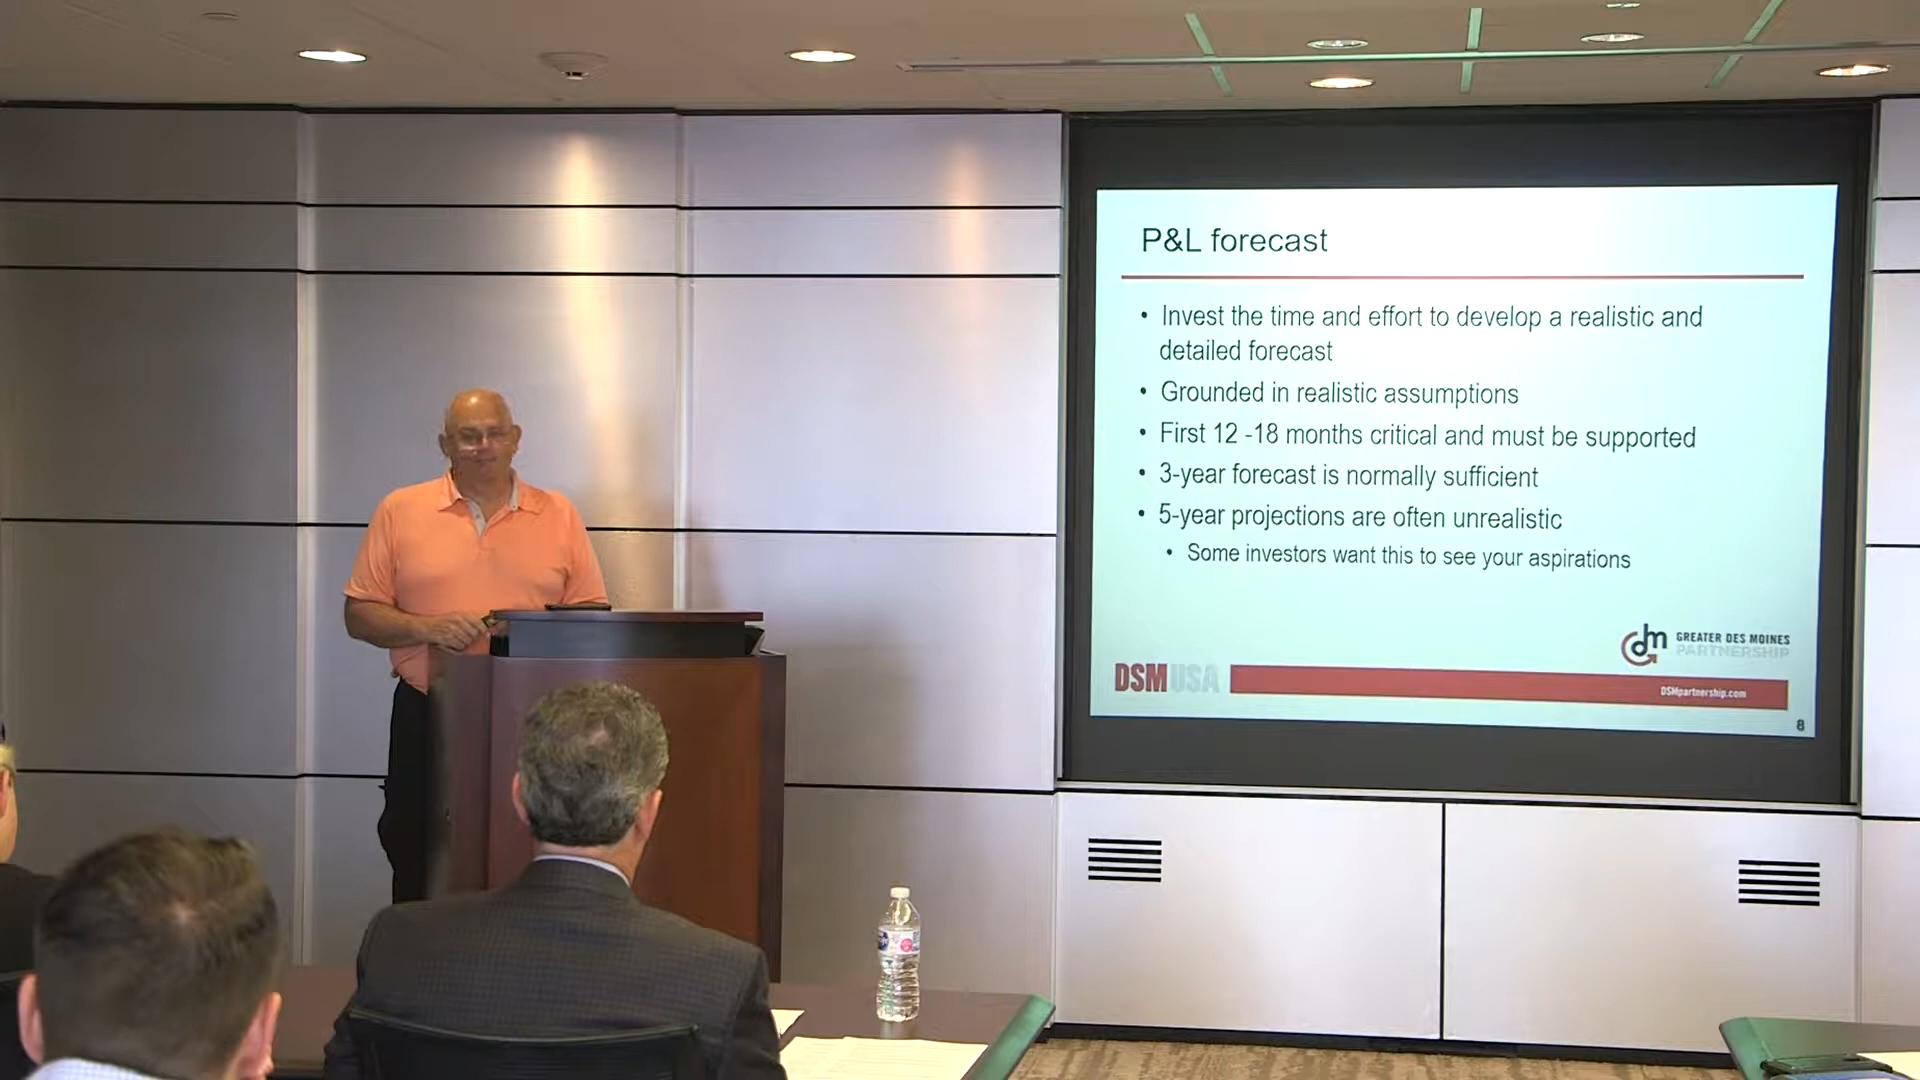 P&L forecast
• Invest the time and effort to develop a realistic and
detailed forecast
• Grounded in realistic assumptions
• First 12 -18 months critical and must be supported
• 3-year forecast is normally sufficient
• 5-year projections are often unrealistic
• Some investors want this to see your aspirations
dm GREATER DES MOINES
PARTNERSHIP
DSM USA
DSMpartnership.com
8